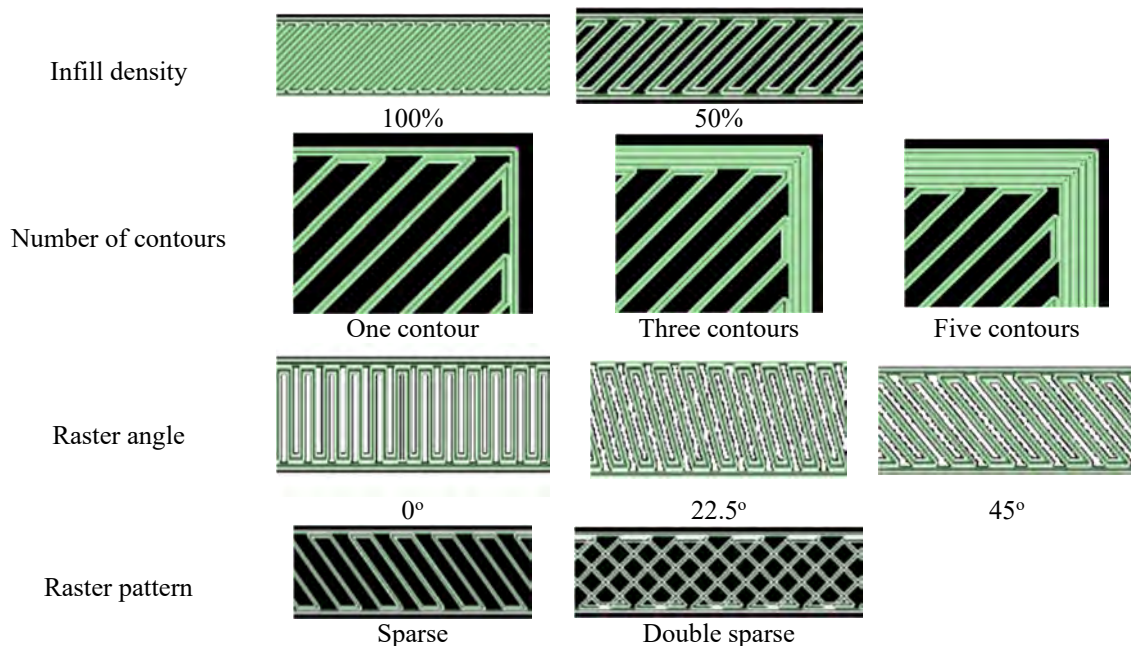 Infill density
100%
50%
Number of contours
One contour
Three contours
Five contours
Raster angle
0º
22.5º
45º
Raster pattern
Sparse
Double sparse